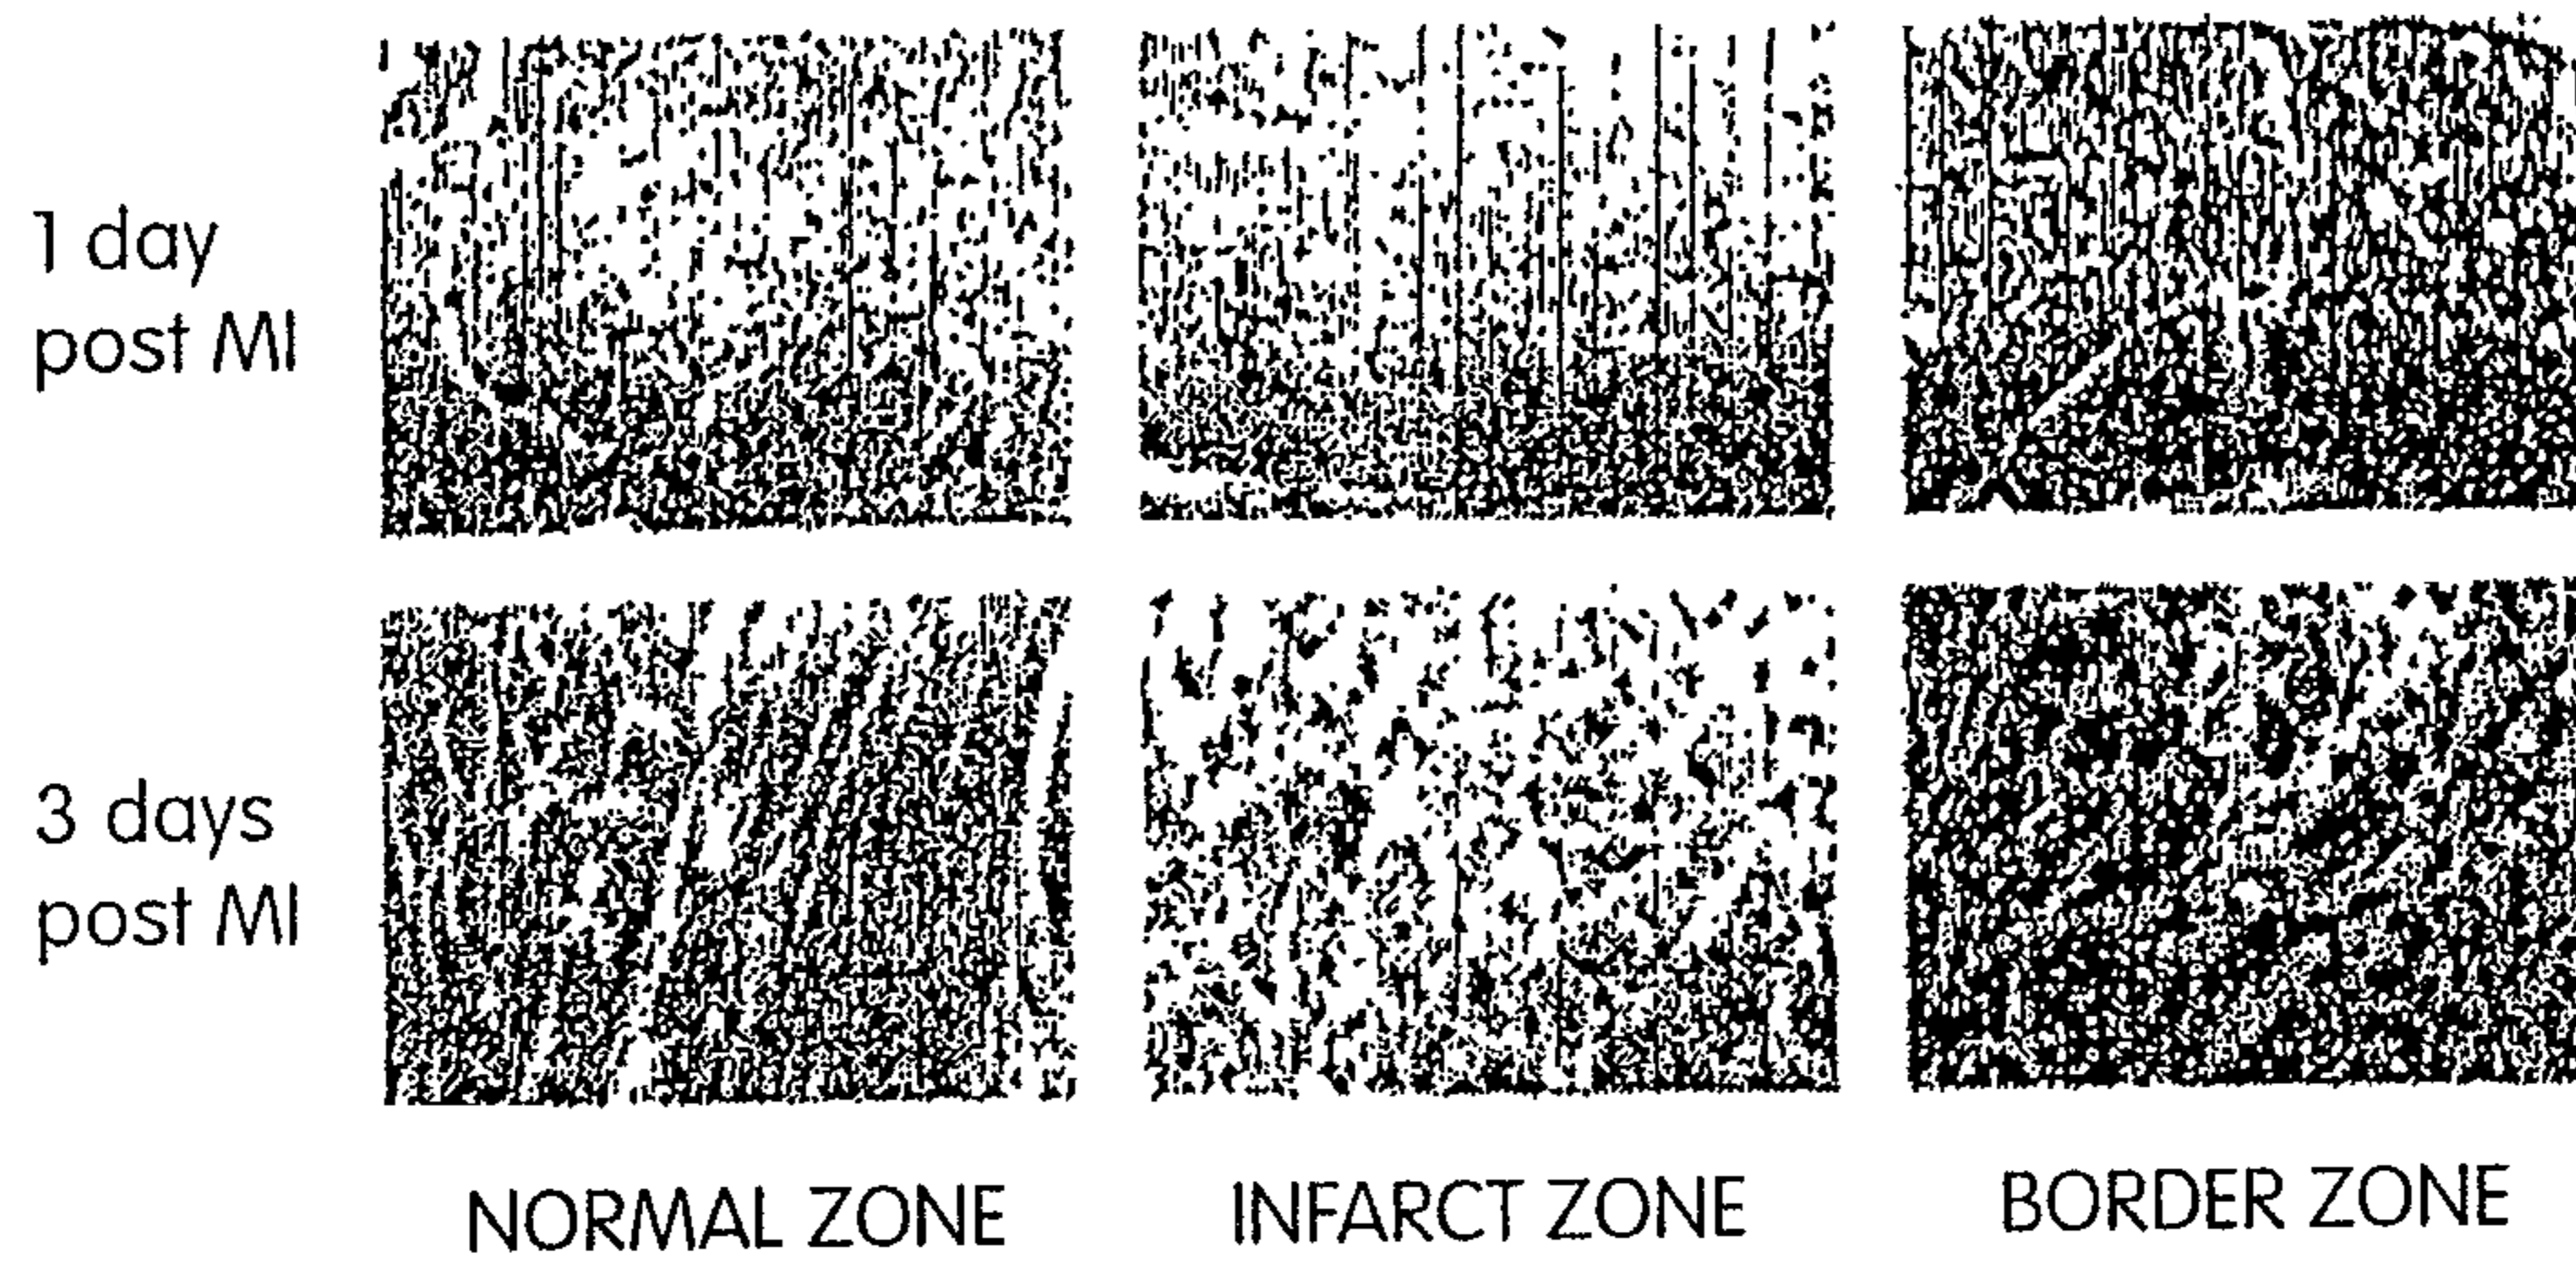 1 day
post MI
3 days
post MI
NORMAL ZONE
INFARCT ZONE
BORDER ZONE